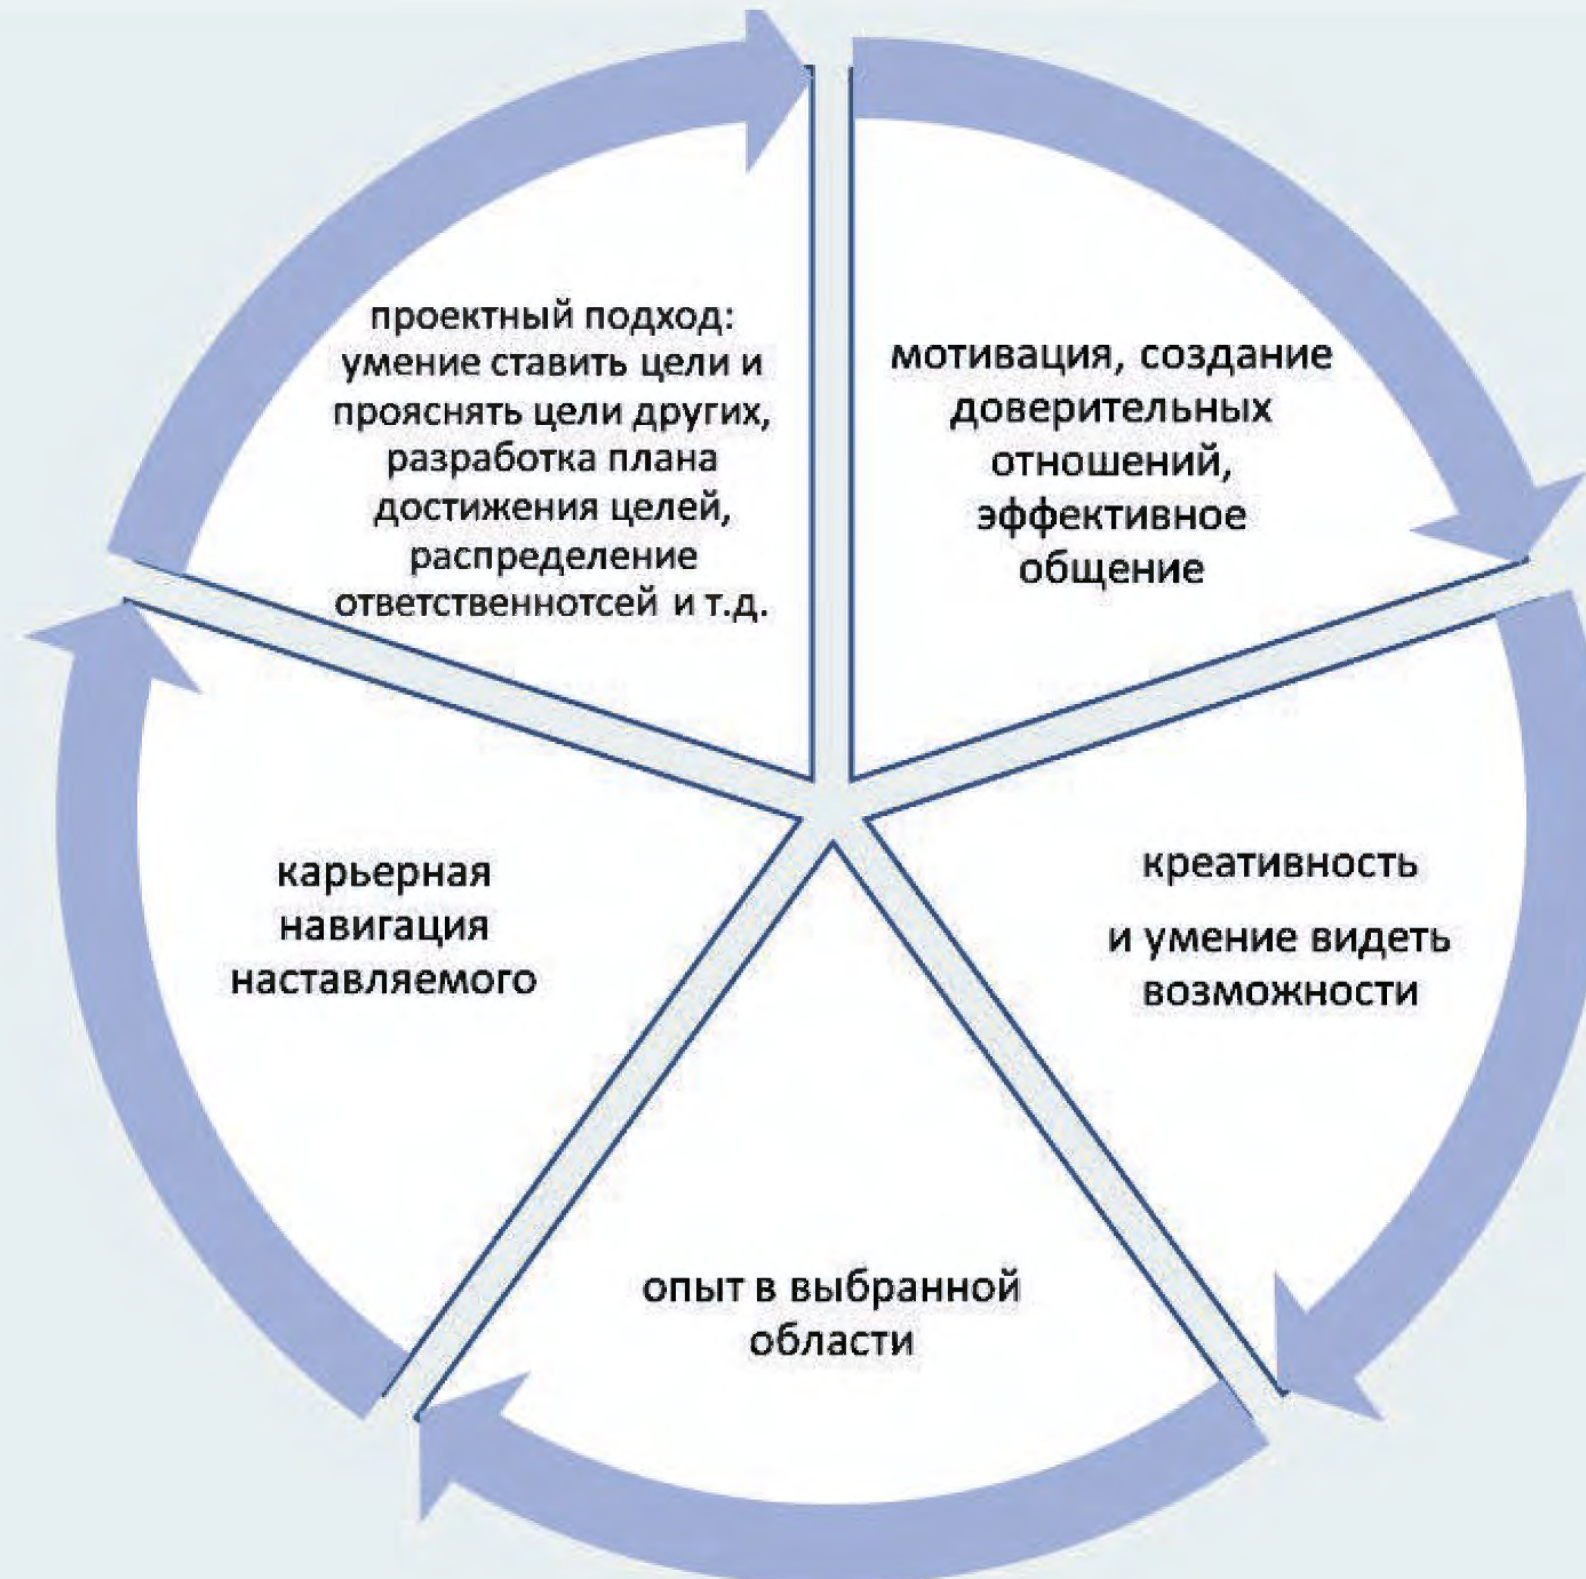 проектный подход:
умение ставить цели и
прояснять цели других,
разработка плана
достижения целей,
распределение
ответственнотсей и т.д.
мотивация, создание
доверительных
отношений,
эффективное
общение
креативность
и умение видеть
возможности
опыт в выбранной
области
карьерная
навигация
наставляемого